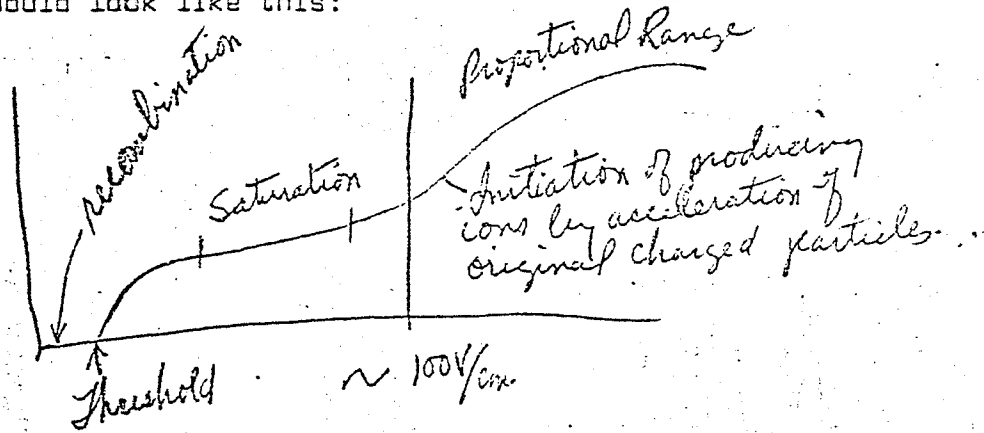 would look like this:
recombination
Saturation
Proportional Range
Initiation of producing
ions by acceleration of
original charged particles...
Threshold
~ 100V/cm.